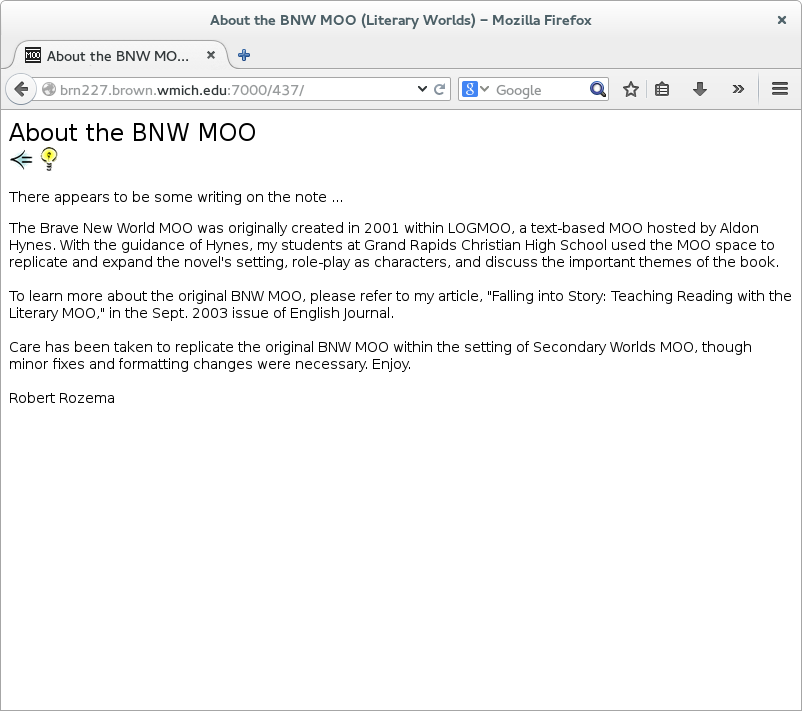 About the BNW MOO (Literary Worlds) – Mozilla Firefox
MOO About the BNW MO...
brn227.brown.wmich.edu:7000/437/
8 Google
About the BNW MOO
There appears to be some writing on the note ...
The Brave New World MOO was originally created in 2001 within LOGMOO, a text-based MOO hosted by Aldon
Hynes. With the guidance of Hynes, my students at Grand Rapids Christian High School used the MOO space to
replicate and expand the novel's setting, role-play as characters, and discuss the important themes of the book.
To learn more about the original BNW MOO, please refer to my article, "Falling into Story: Teaching Reading with the
Literary MOO," in the Sept. 2003 issue of English Journal.
Care has been taken to replicate the original BNW MOO within the setting of Secondary Worlds MOO, though
minor fixes and formatting changes were necessary. Enjoy.
Robert Rozema